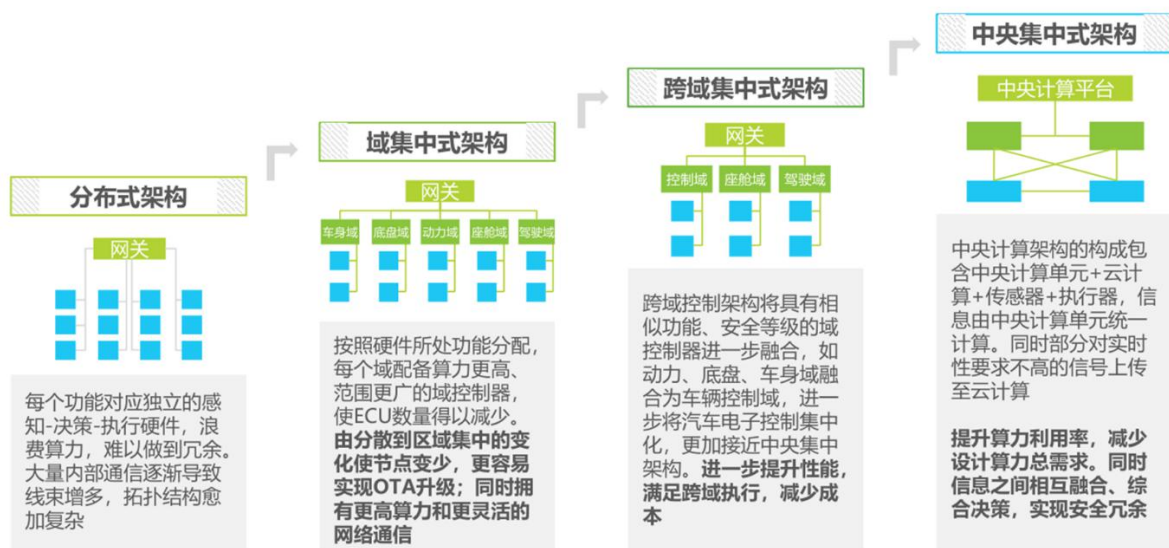 分布式架构
网关
每个功能对应独立的感
知-决策-执行硬件，浪
费算力，难以做到冗余。
大量内部通信逐渐导致
线束增多，拓扑结构愈
加复杂
域集中式架构
网关
车身域
底盘域
动力域
座舱域
驾驶域
按照硬件所处功能分配，
每个域配备算力更高、
范围更广的域控制器，
使ECU数量得以减少。
由分散到区域集中的变
化使节点变少，更容易
实现OTA升级；同时拥
有更高算力和更灵活的
网络通信
跨域集中式架构
网关
控制域
座舱域
驾驶域
跨域控制架构将具有相
似功能、安全等级的域
控制器进一步融合，如
动力、底盘、车身域融
合为车辆控制域，进一
步将汽车电子控制集中
化，更加接近中央集中
架构。进一步提升性能，
满足跨域执行，减少成
本
中央集中式架构
中央计算平台
中央计算架构的构成包
含中央计算单元+云计
算+传感器+执行器，信
息由中央计算单元统一
计算。同时部分对实时
性要求不高的信号上传
至云计算
提升算力利用率，减少
设计算力总需求。同时
信息之间相互融合、综
合决策，实现安全冗余